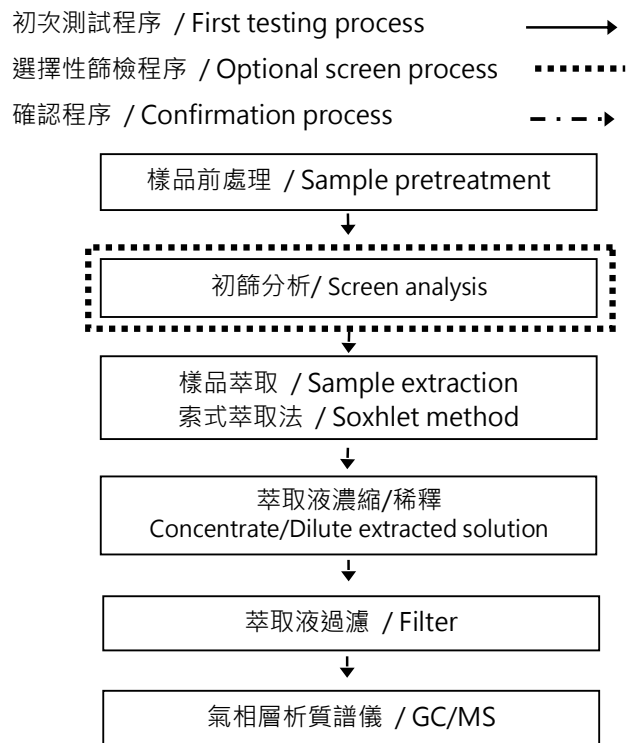 初次測試程序 / First testing process
選擇性篩檢程序 / Optional screen process
確認程序 / Confirmation process
樣品前處理 / Sample pretreatment
初篩分析/ Screen analysis
樣品萃取 / Sample extraction
索式萃取法 / Soxhlet method
萃取液濃縮/稀釋
Concentrate/Dilute extracted solution
萃取液過濾 / Filter
氣相層析質譜儀 / GC/MS